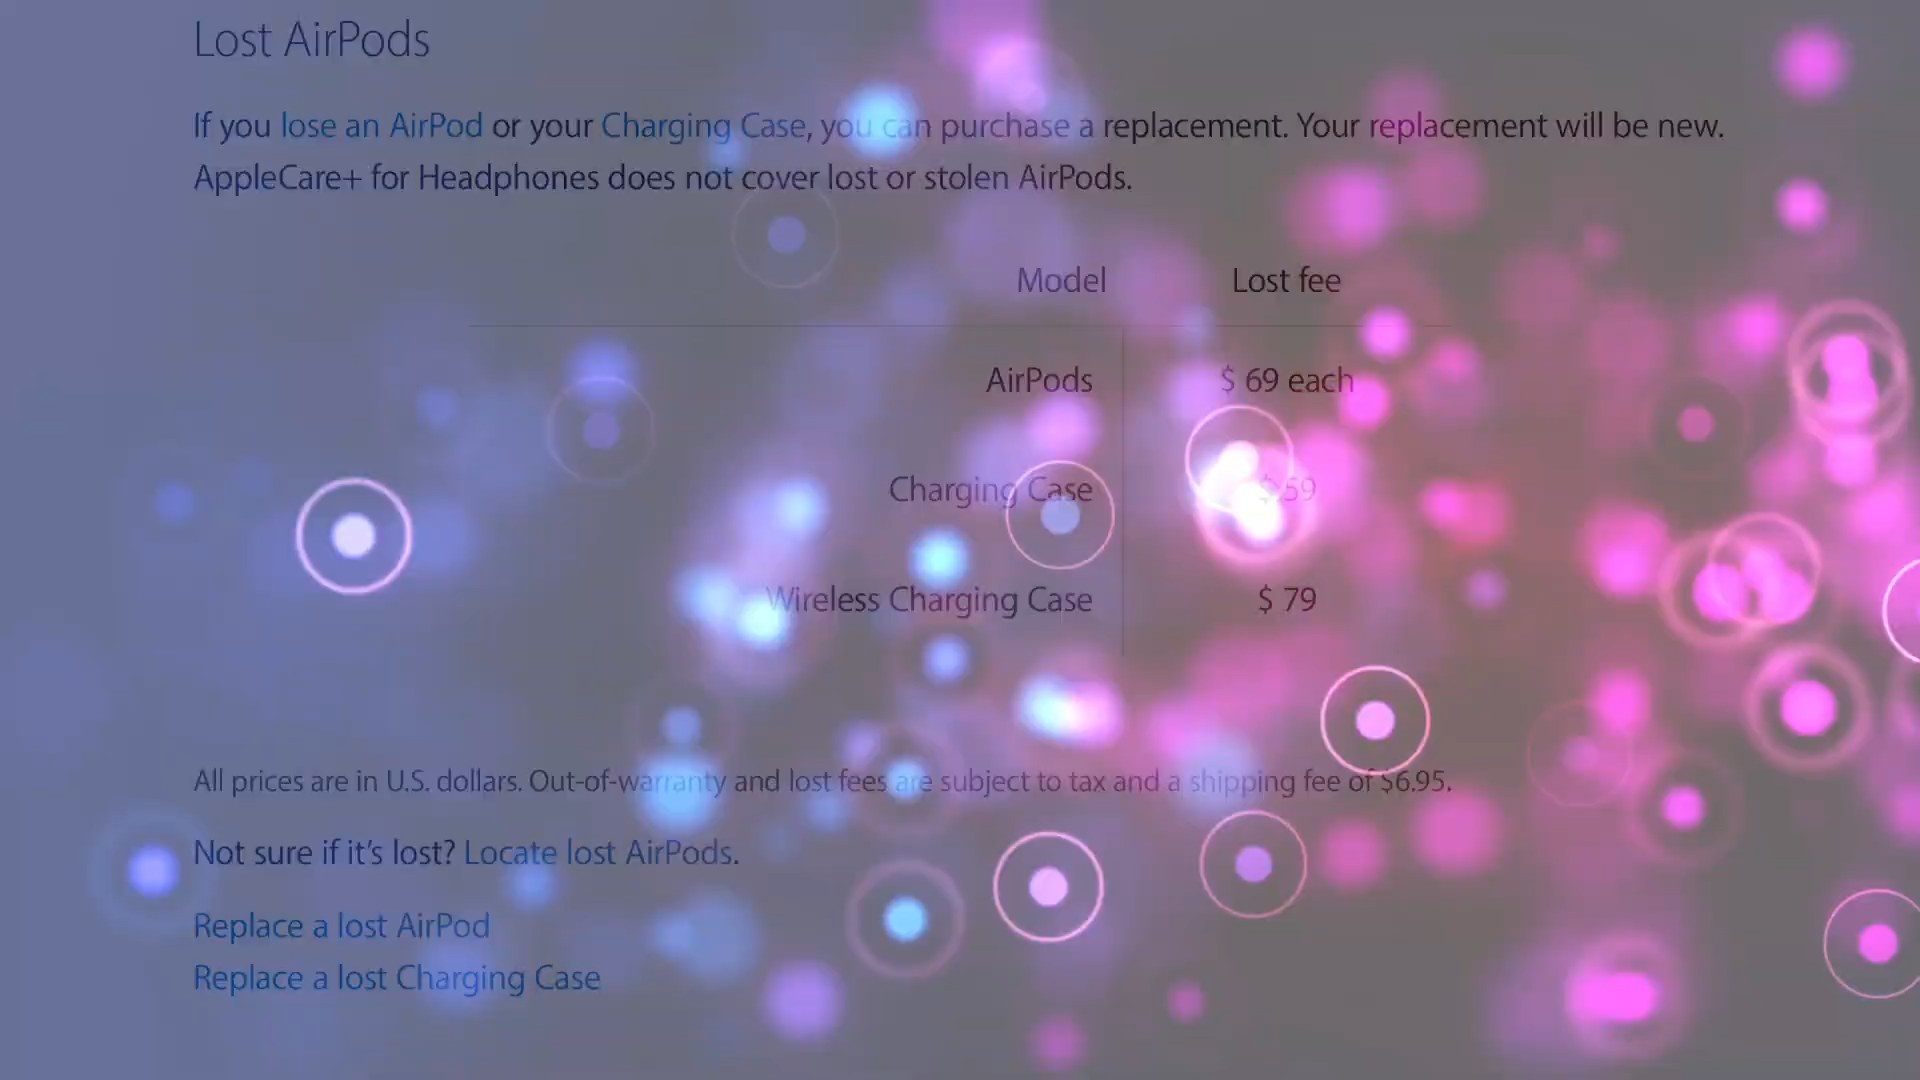 Lost AirPods
If you lose an AirPod or your Charging Case, you can purchase a replacement. Your replacement will be new.
AppleCare+ for Headphones does not cover lost or stolen AirPods.
Model Lost fee
AirPods $ 69 each
Charging Case $ 59
Wireless Charging Case $ 79
All prices are in U.S. dollars. Out-of-warranty and lost fees are subject to tax and a shipping fee of $6.95.
Not sure if it’s lost? Locate lost AirPods.
Replace a lost AirPod
Replace a lost Charging Case